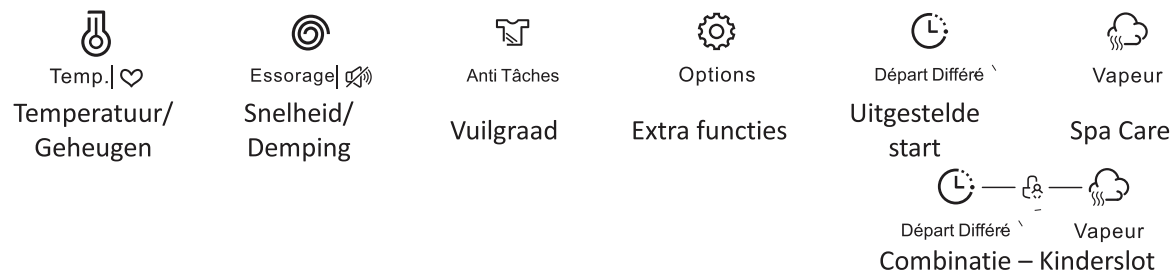 Temp. Essorage Anti Tâches Options Départ Différé Vapeur
Temperatuur/
Geheugen
Snelheid/
Demping
Vuilgraad
Extra functies
Uitgestelde
start
Spa Care
Départ Différé Vapeur
Combinatie – Kinderslot